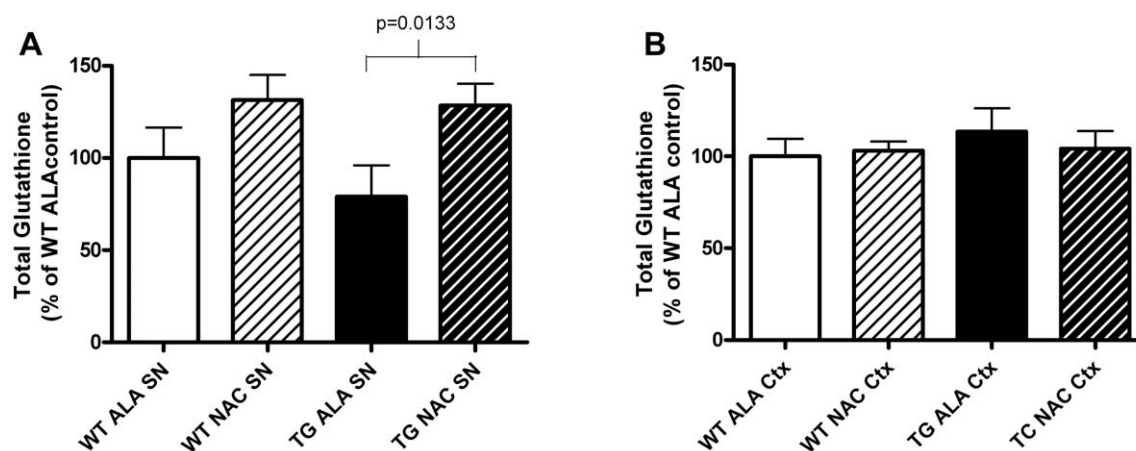 A
p=0.0133
Total Glutathione
(% of WT ALAcontrol)
150
100
50
0
WT ALA SN
WT NAC SN
TG ALA SN
TG NAC SN
B
Total Glutathione
(% of WT ALA control)
150
100
50
0
WT ALA Ctx
WT NAC Ctx
TG ALA Ctx
TC NAC Ctx